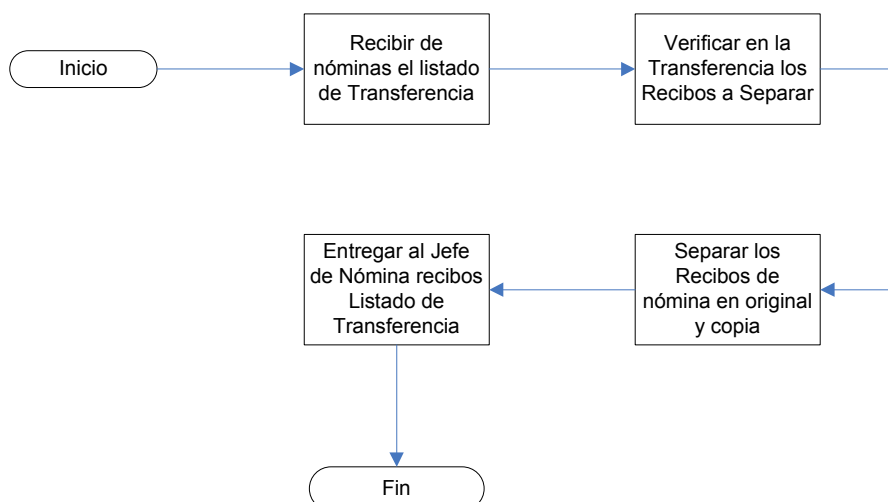 Inicio
Recibir de
nóminas el listado
de Transferencia
Verificar en la
Transferencia los
Recibos a Separar
Separar los
Recibos de
nómina en original
y copia
Entregar al Jefe
de Nómina recibos
Listado de
Transferencia
Fin